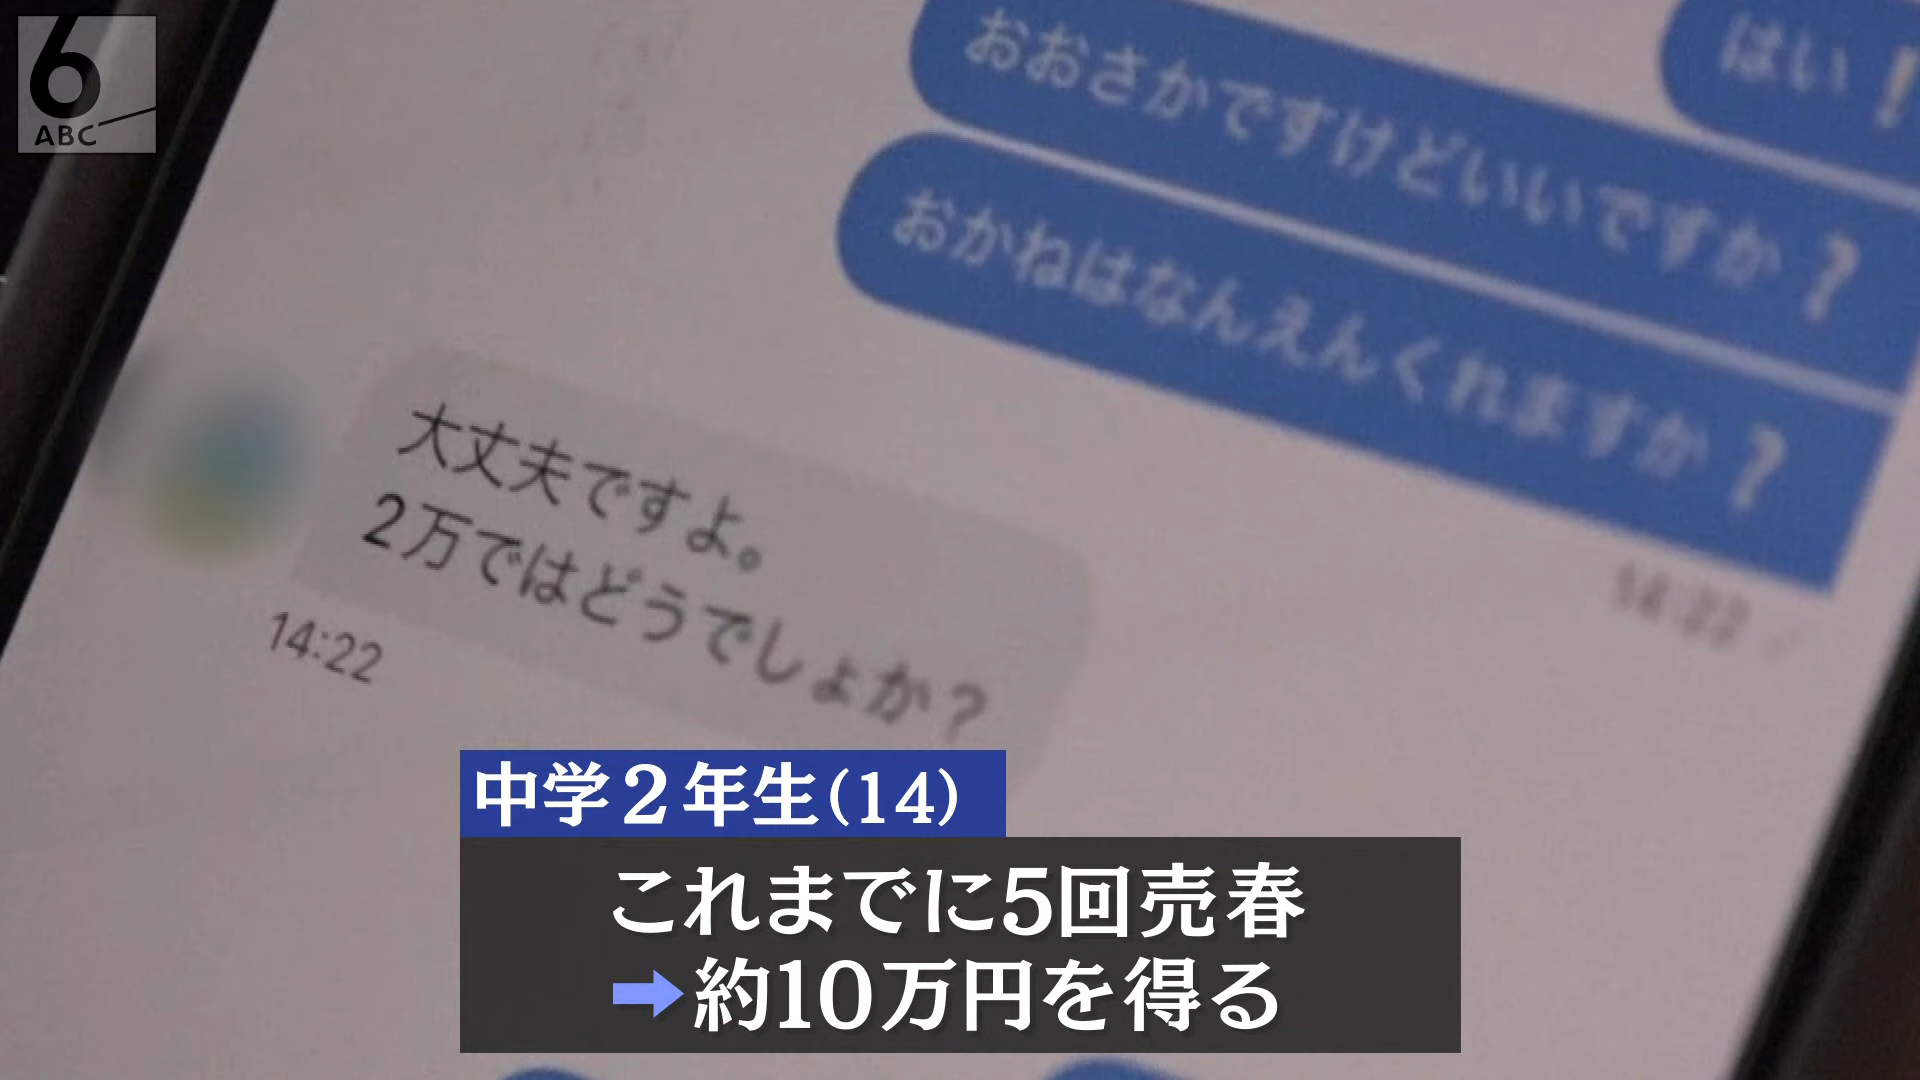 6
ABC
はい！
おおさかですけどいいですか？
おかねはなんえんくれますか？
14:22
大丈夫ですよ。
2万ではどうでしょか？
14:22
中学２年生(14)
これまでに5回売春
➡約10万円を得る